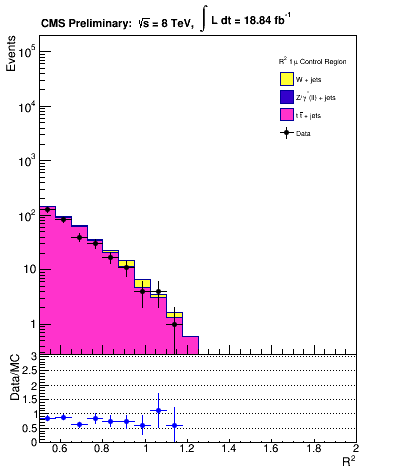 CMS Preliminary: √s = 8 TeV, ∫ L dt = 18.84 fb⁻¹
Events
10⁵
10⁴
10³
10²
10
1
R² 1μ Control Region
W + jets
Z/γ*(ll) + jets
t t̅ + jets
Data
Data/MC
3
2.5
2
1.5
1
0.5
0
0.6 0.8 1 1.2 1.4 1.6 1.8 2
R²